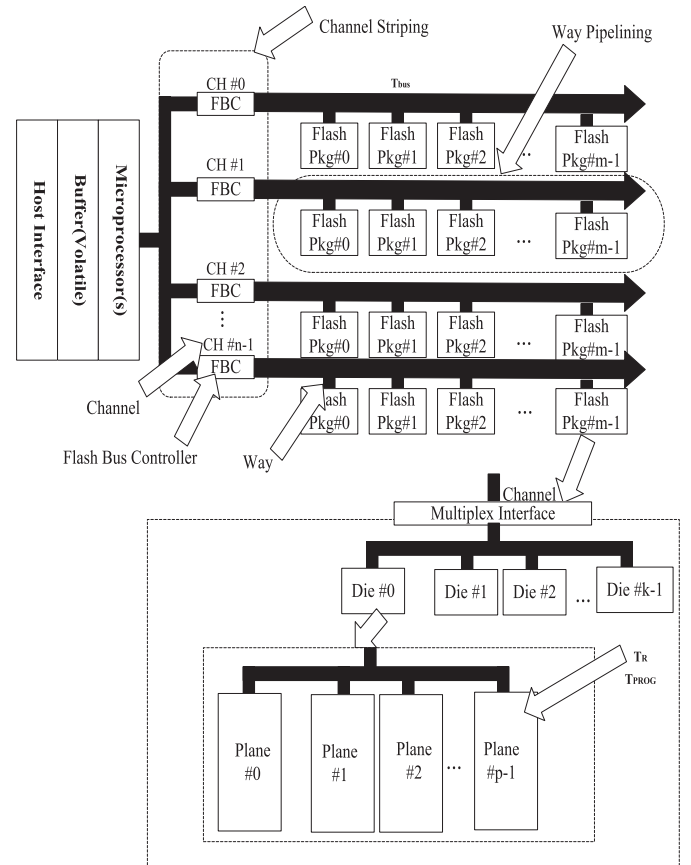 Channel Striping
Way Pipelining
CH #0
FBC
Tbus
Flash
Pkg#0
Flash
Pkg#1
Flash
Pkg#2
...
Flash
Pkg#m-1
Host Interface
Buffer(Volatile)
Microprocessor(s)
CH #1
FBC
Flash
Pkg#0
Flash
Pkg#1
Flash
Pkg#2
...
Flash
Pkg#m-1
CH #2
FBC
⋮
Flash
Pkg#0
Flash
Pkg#1
Flash
Pkg#2
Flash
Pkg#m-1
CH #n-1
FBC
Flash
Pkg#0
Flash
Pkg#1
Flash
Pkg#2
...
Flash
Pkg#m-1
Channel
Flash Bus Controller
Way
Channel
Multiplex Interface
Die #0
Die #1
Die #2
...
Die #k-1
TR
TPROG
Plane
#0
Plane
#1
Plane
#2
...
Plane
#p-1